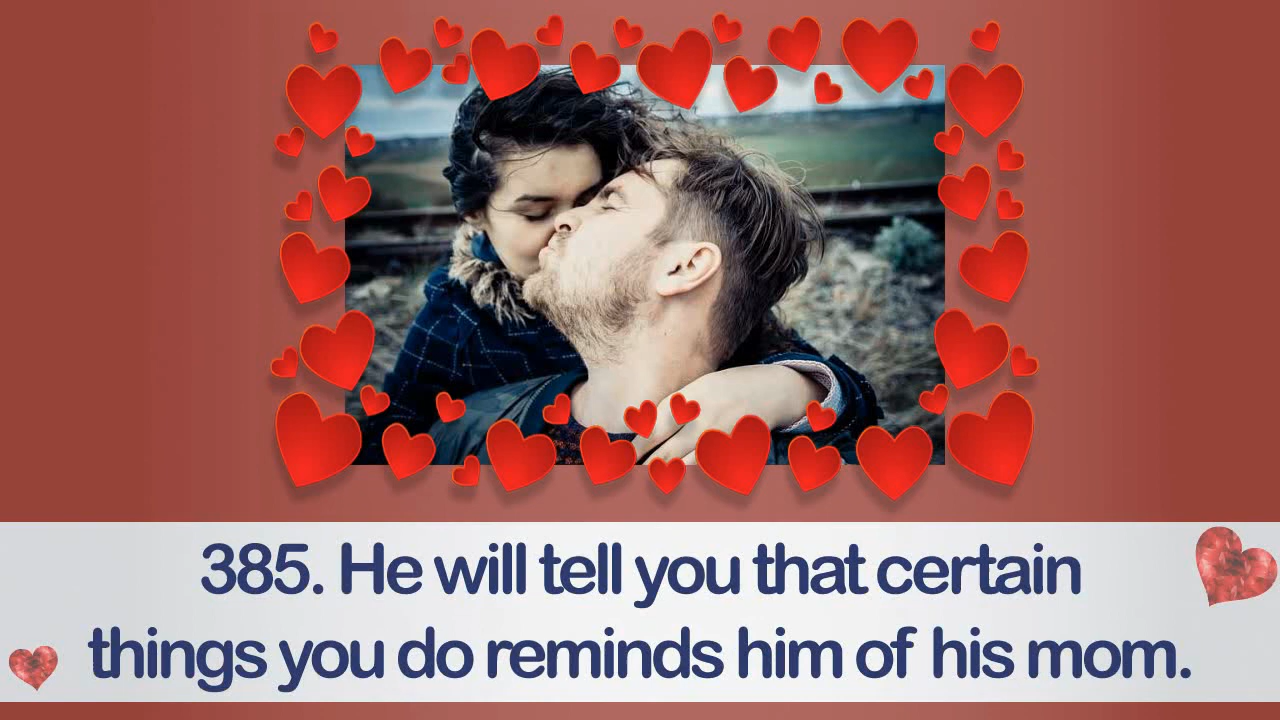 385. He will tell you that certain
things you do reminds him of his mom.